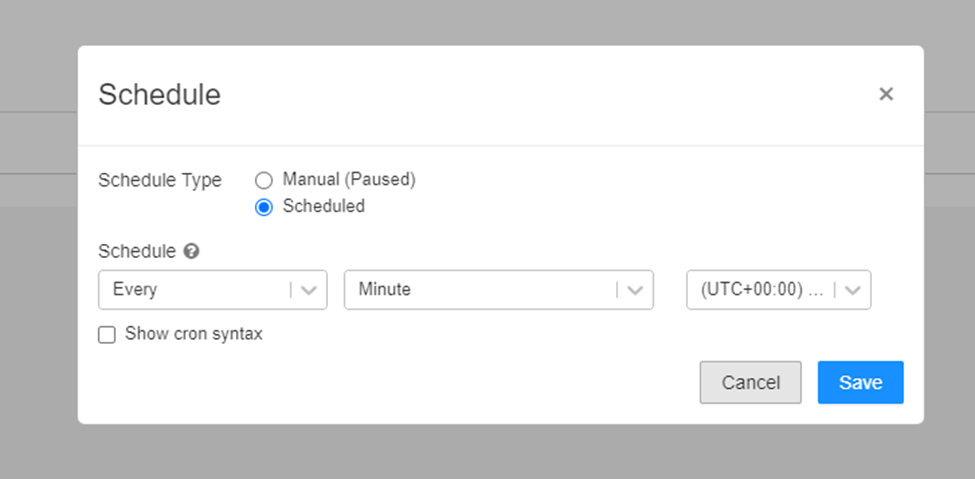 Schedule
Schedule Type
Manual (Paused)
Scheduled
Schedule
Every Minute (UTC+00:00) ...
Show cron syntax
Cancel Save